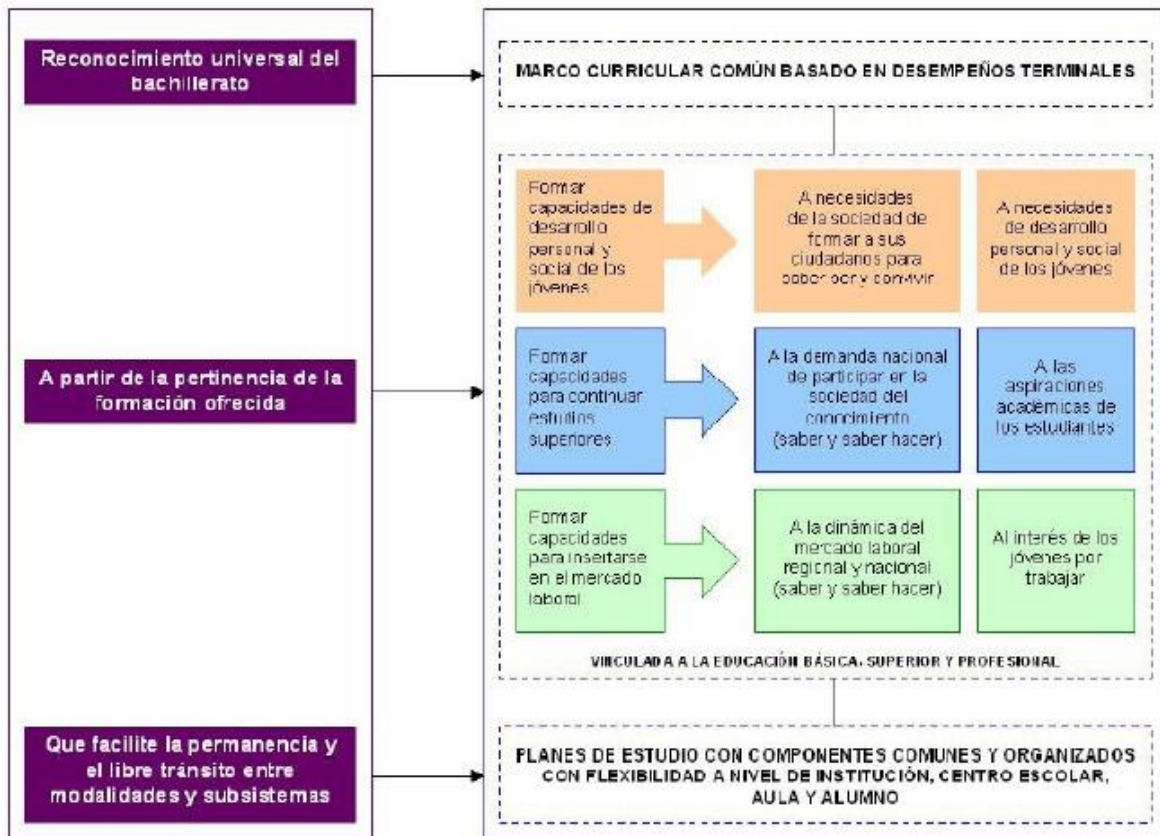 Reconocimiento universal del
bachillerato
MARCO CURRICULAR COMÚN BASADO EN DESEMPEÑOS TERMINALES
Formar
capacidades de
desarrollo
personal y
social de los
jóvenes
A necesidades
de la sociedad de
formar a sus
ciudadanos para
saber ser y convivir
A necesidades
de desarrollo
personal y social
de los jóvenes
A partir de la pertinencia de la
formación ofrecida
Formar
capacidades
para continuar
estudios
superiores
A la demanda nacional
de participar en la
sociedad del
conocimiento
(saber y saber hacer)
A las
aspiraciones
académicas de
los estudiantes
Formar
capacidades
para insertarse
en el mercado
laboral
A la dinámica del
mercado laboral
regional y nacional
(saber y saber hacer)
Al interés de los
jóvenes por
trabajar
VINCULADA A LA EDUCACIÓN BÁSICA, SUPERIOR Y PROFESIONAL
Que facilite la permanencia y
el libre tránsito entre
modalidades y subsistemas
PLANES DE ESTUDIO CON COMPONENTES COMUNES Y ORGANIZADOS
CON FLEXIBILIDAD A NIVEL DE INSTITUCIÓN, CENTRO ESCOLAR,
AULA Y ALUMNO